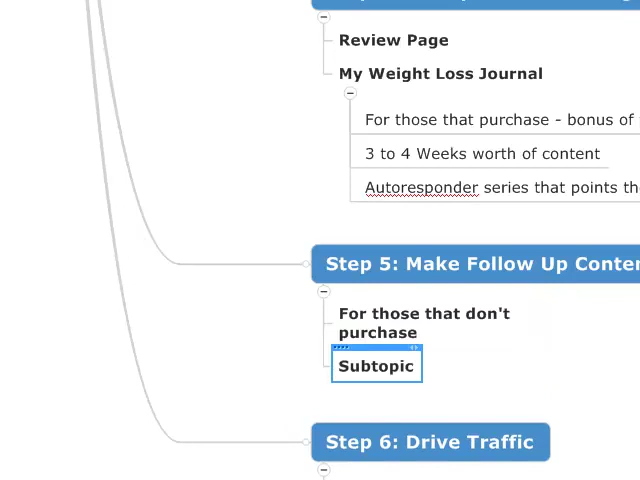 Review Page
My Weight Loss Journal
For those that purchase - bonus of
3 to 4 Weeks worth of content
Autoresponder series that points
Step 5: Make Follow Up
For those that don't
purchase
Subtopic
Step 6: Drive Traffic